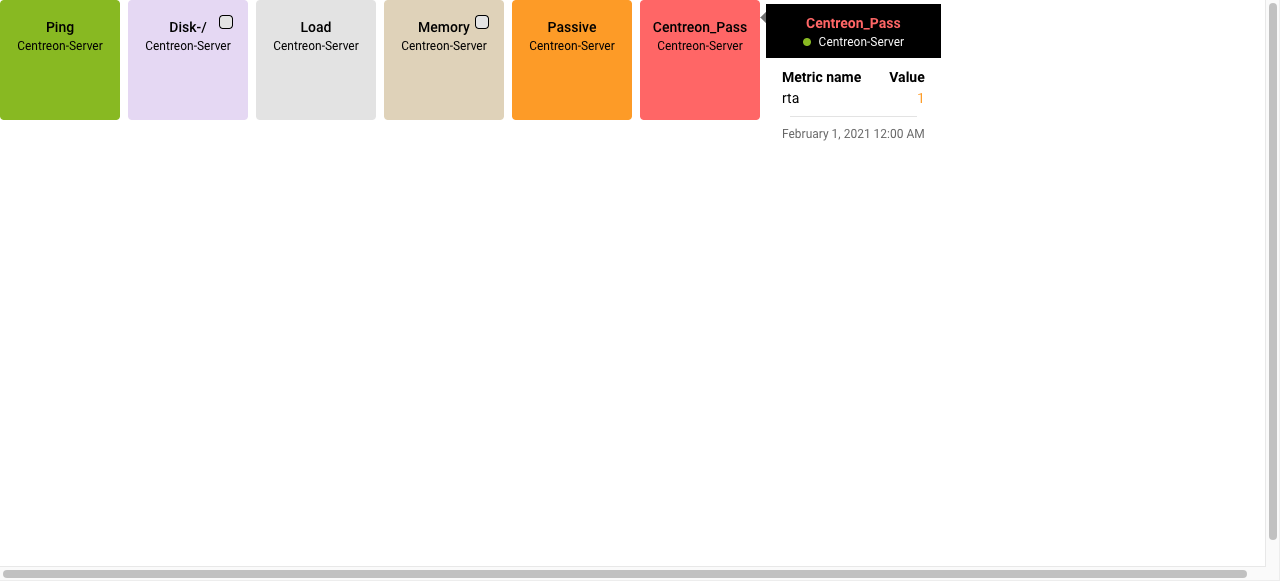 Ping
Centreon-Server
Disk-/
Centreon-Server
Load
Centreon-Server
Memory
Centreon-Server
Passive
Centreon-Server
Centreon_Pass
Centreon-Server
Centreon_Pass
Centreon-Server
Metric name Value
rta 1
February 1, 2021 12:00 AM